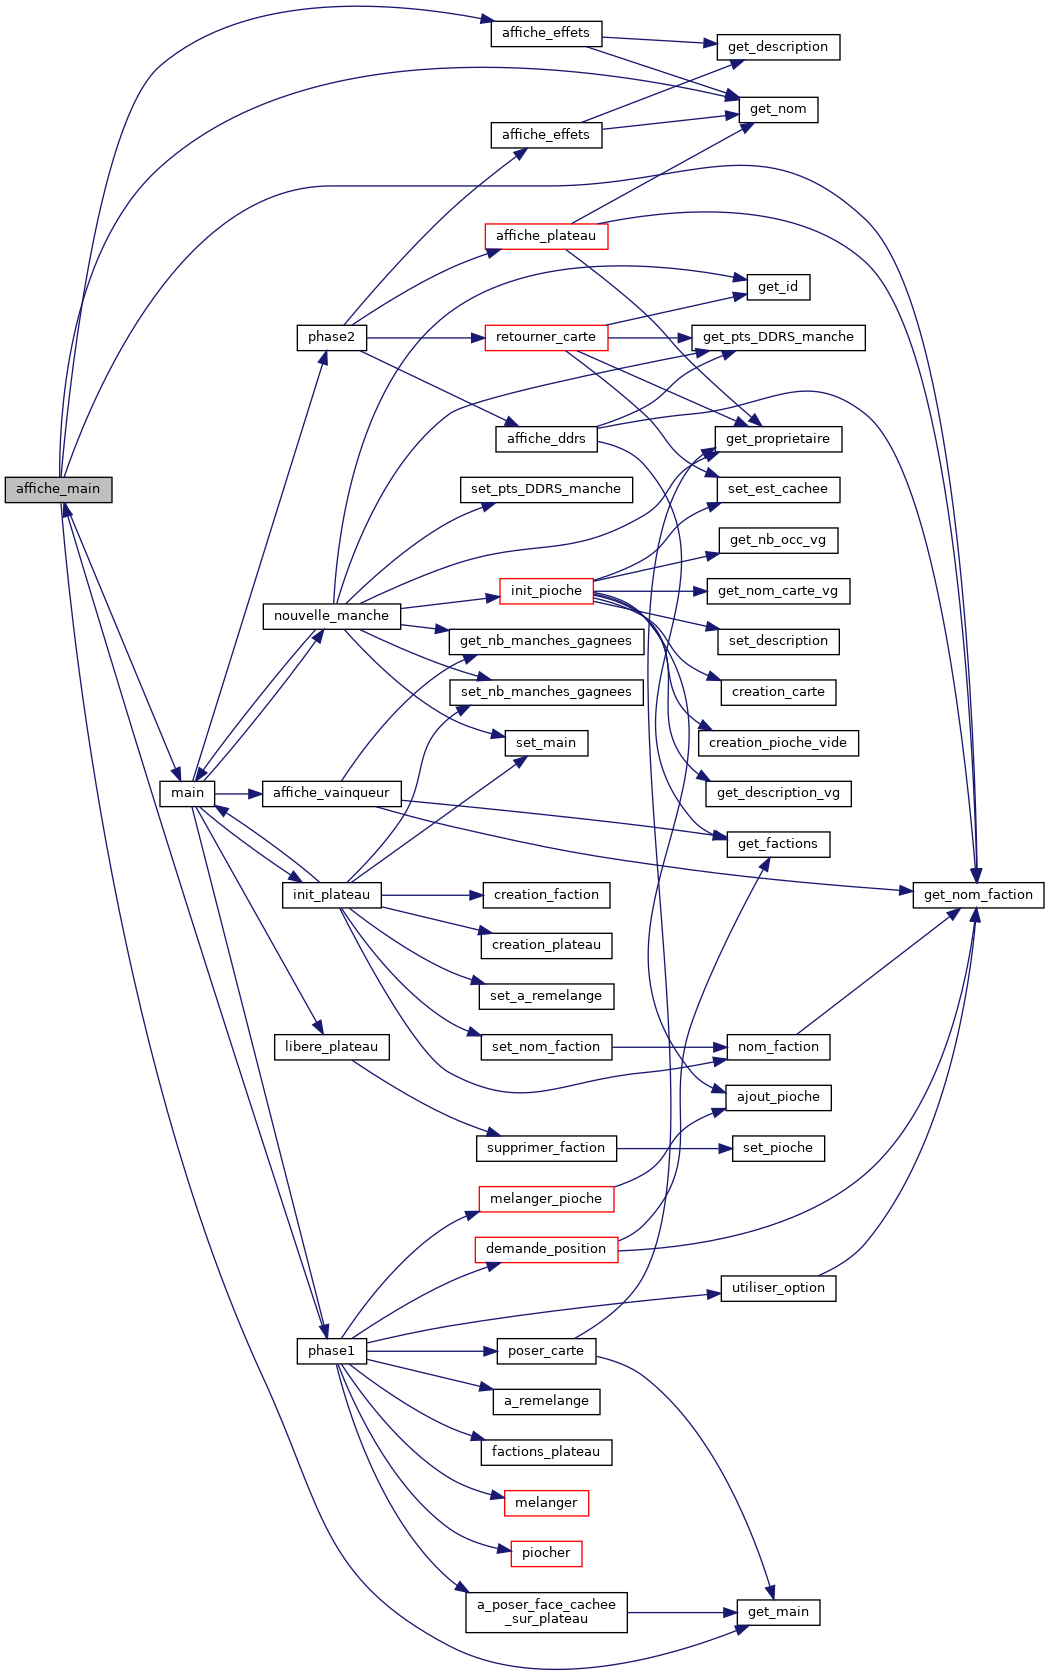 affiche_effets
get_description
get_nom
affiche_effets
affiche_plateau
get_id
phase2
retourner_carte
get_pts_DDRS_manche
affiche_ddrs
get_proprietaire
affiche_main
set_pts_DDRS_manche
set_est_cachee
get_nb_occ_vg
init_pioche
get_nom_carte_vg
nouvelle_manche
get_nb_manches_gagnees
set_description
set_nb_manches_gagnees
creation_carte
set_main
creation_pioche_vide
main
affiche_vainqueur
get_description_vg
get_factions
init_plateau
creation_faction
get_nom_faction
creation_plateau
set_a_remelange
libere_plateau
set_nom_faction
nom_faction
ajout_pioche
supprimer_faction
set_pioche
melanger_pioche
demande_position
utiliser_option
phase1
poser_carte
a_remelange
factions_plateau
melanger
piocher
a_poser_face_cachee
_sur_plateau
get_main